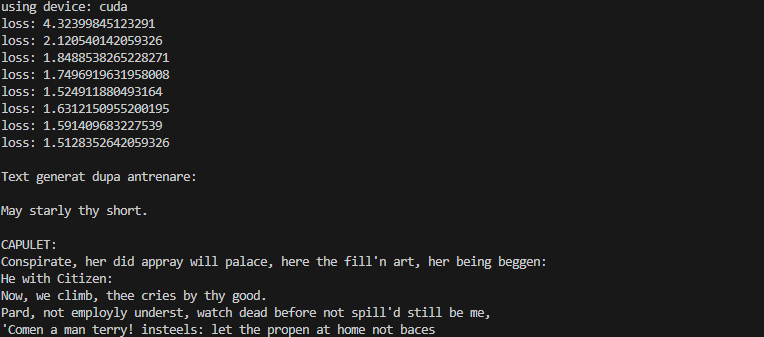 using device: cuda
loss: 4.32399845123291
loss: 2.120540142059326
loss: 1.8488538265228271
loss: 1.7496919631958008
loss: 1.524911880493164
loss: 1.6312150955200195
loss: 1.591409683227539
loss: 1.5128352642059326
Text generat dupa antrenare:
May starly thy short.
CAPULET:
Conspirate, her did appray will palace, here the fill'n art, her being beggen:
He with Citizen:
Now, we climb, thee cries by thy good.
Pard, not employly underst, watch dead before not spill'd still be me,
'Comen a man terry! insteels: let the propen at home not baces